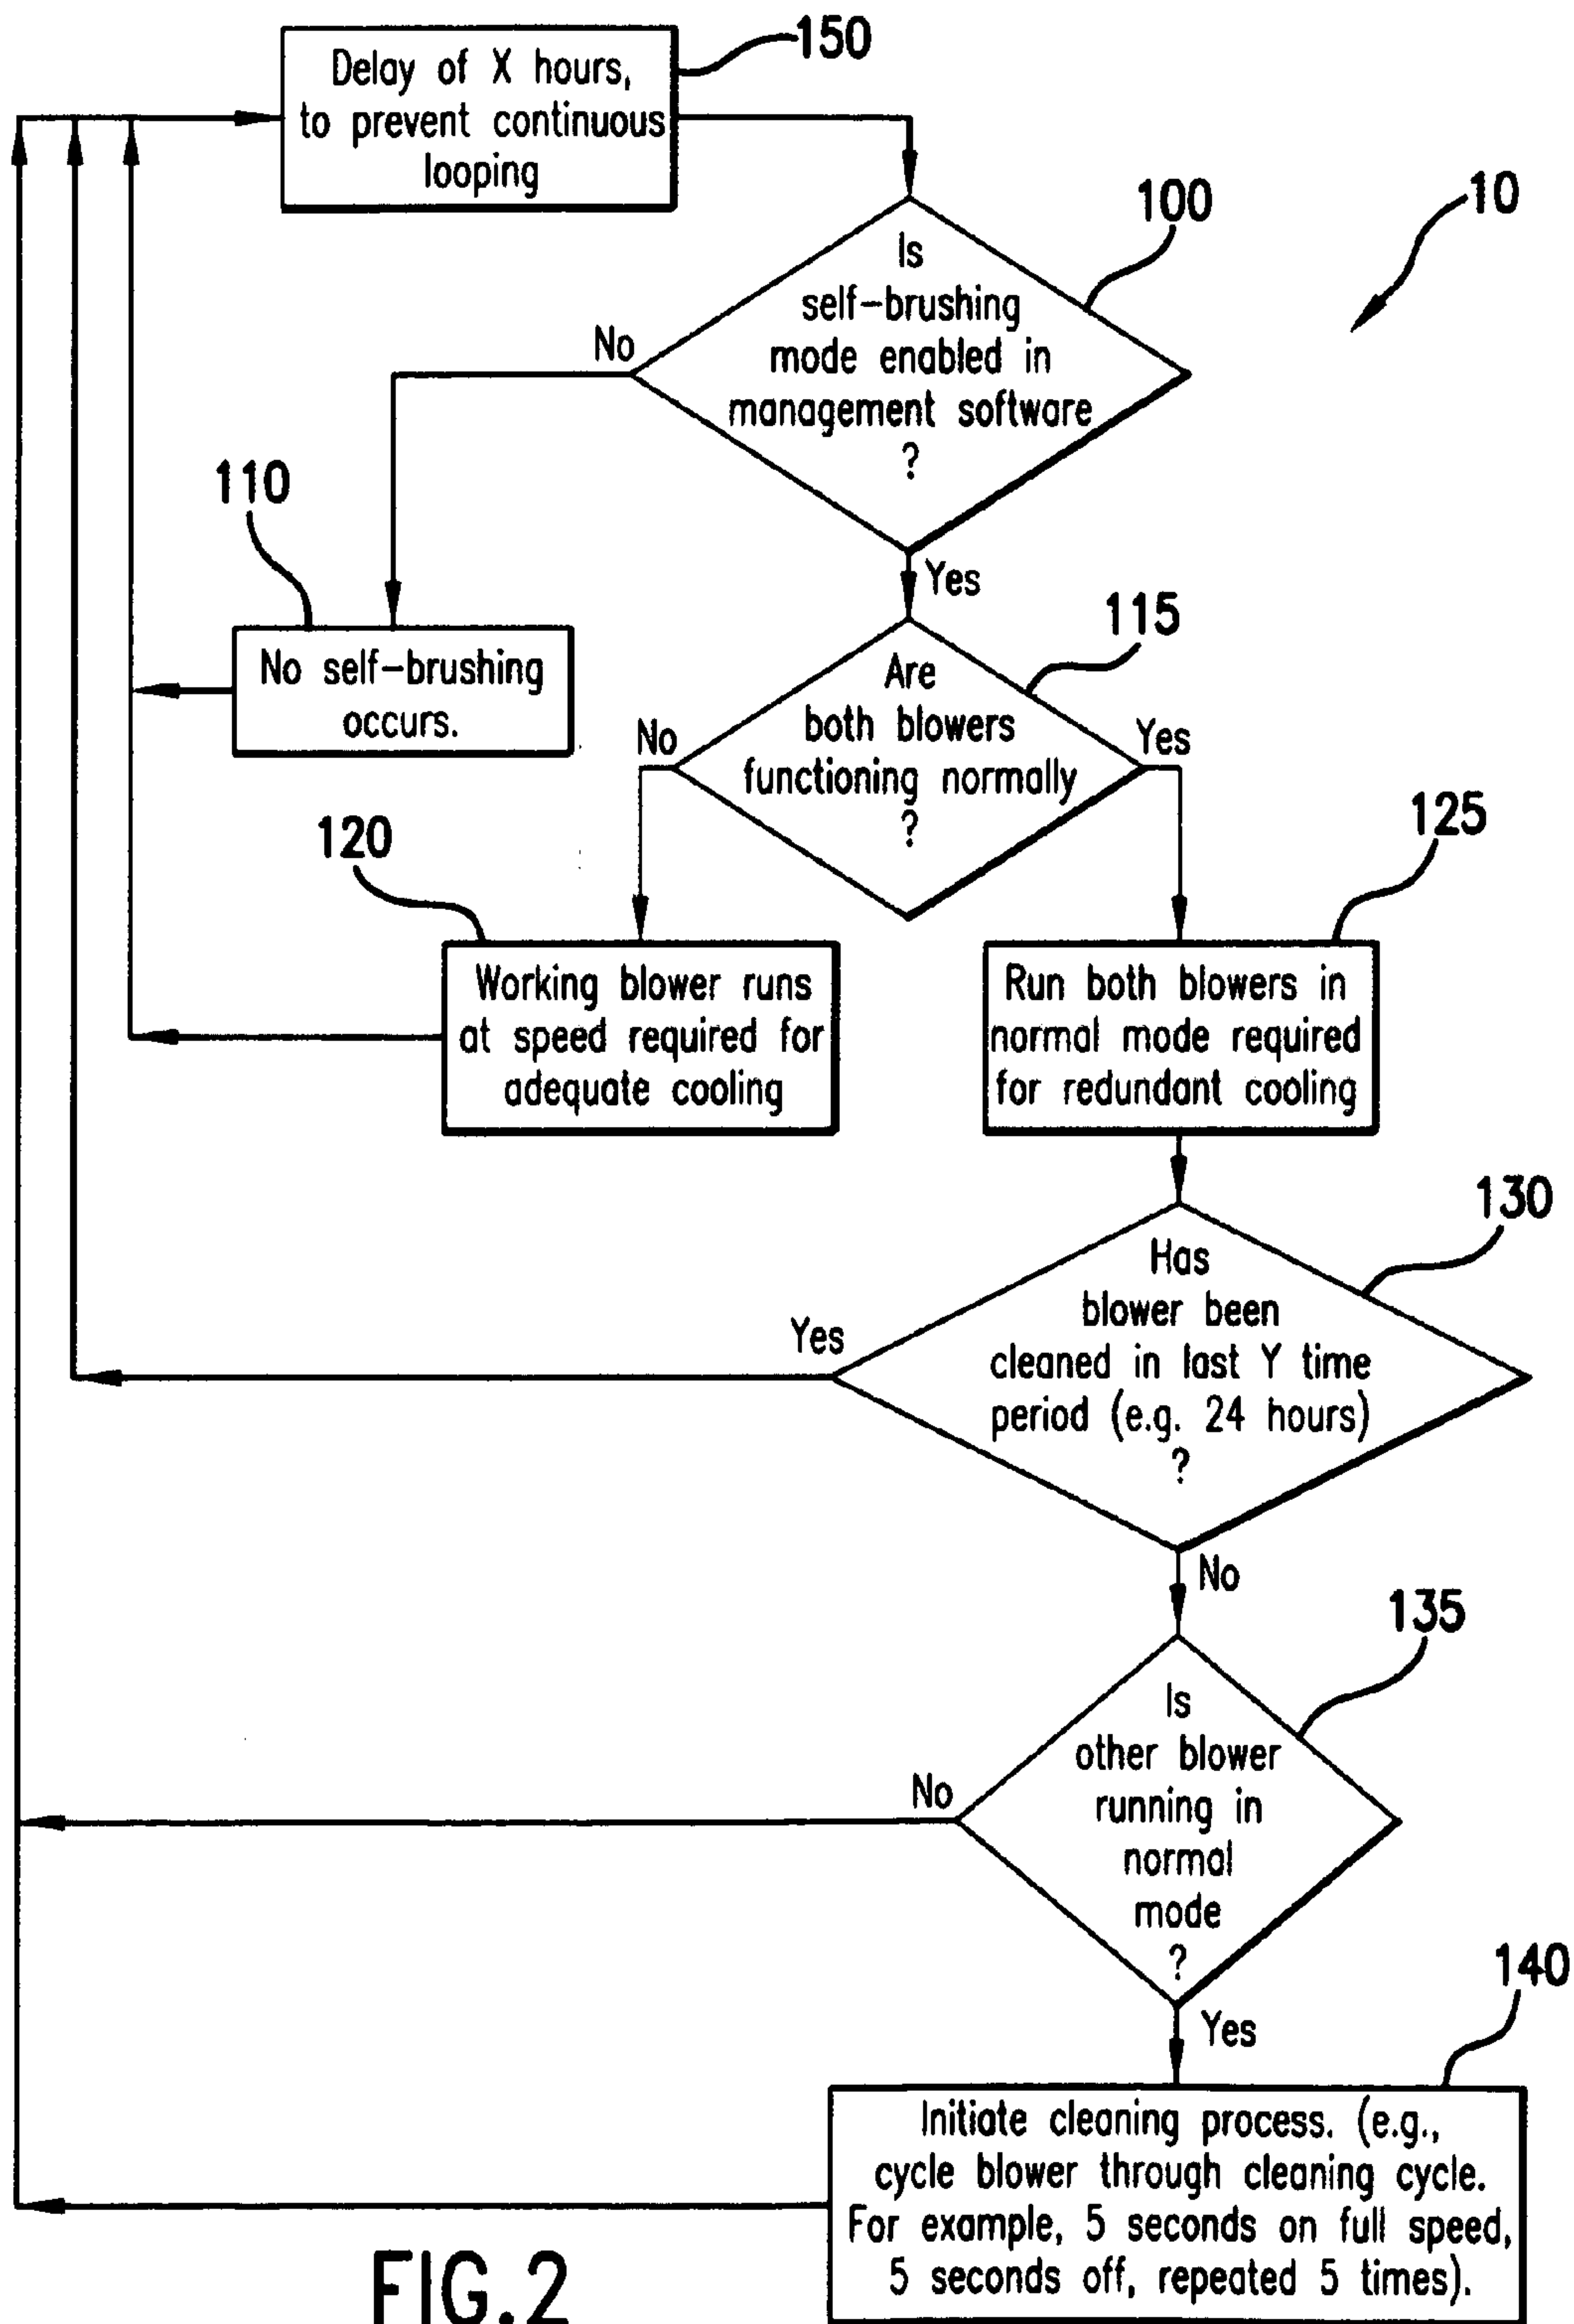 150
Delay of X hours,
to prevent continuous
looping
10
100
Is
self-brushing
mode enabled in
management software
?
No
Yes
110
No self-brushing
occurs.
115
Are
both blowers
functioning normally
?
No
Yes
120
Working blower runs
at speed required for
adequate cooling
125
Run both blowers in
normal mode required
for redundant cooling
130
Has
blower been
cleaned in last Y time
period (e.g. 24 hours)
?
Yes
No
135
Is
other blower
running in
normal
mode
?
No
Yes
140
Initiate cleaning process. (e.g.,
cycle blower through cleaning cycle.
For example, 5 seconds on full speed,
5 seconds off, repeated 5 times).
FIG.2